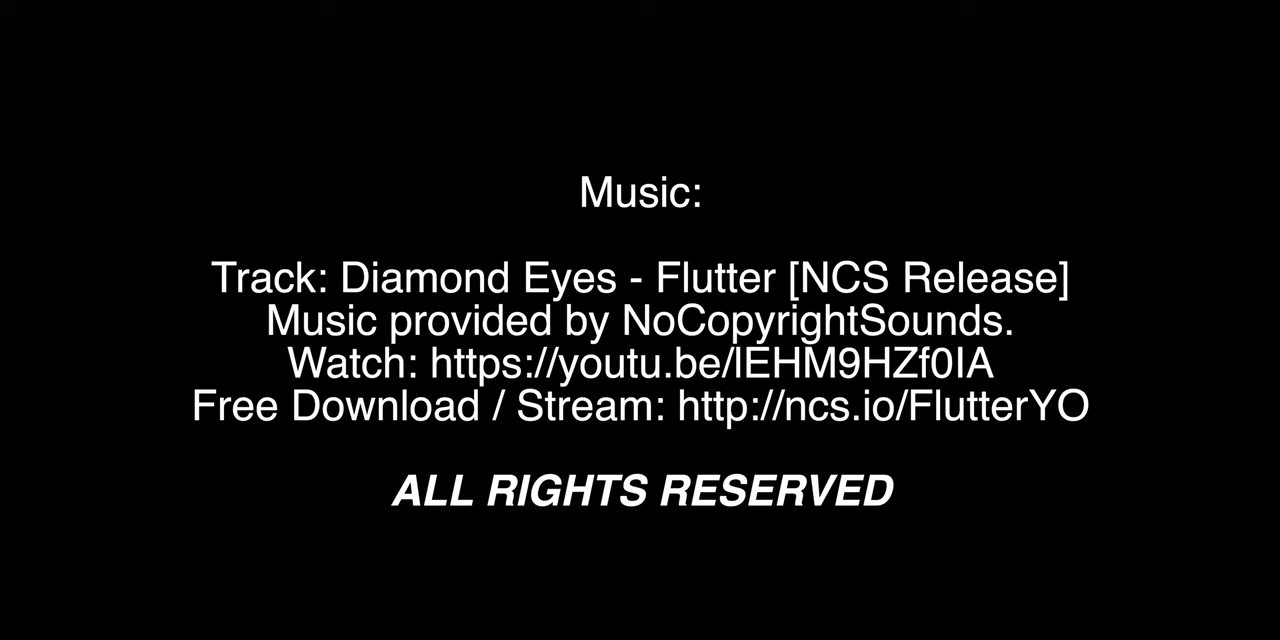 Music:
Track: Diamond Eyes - Flutter [NCS Release]
Music provided by NoCopyrightSounds.
Watch: https://youtu.be/lEHM9HZf0IA
Free Download / Stream: http://ncs.io/FlutterYO
ALL RIGHTS RESERVED